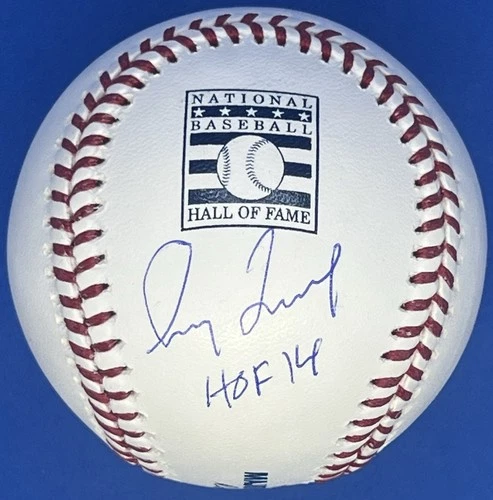 NATIONAL
BASEBALL
HALL OF FAME
HOF 14